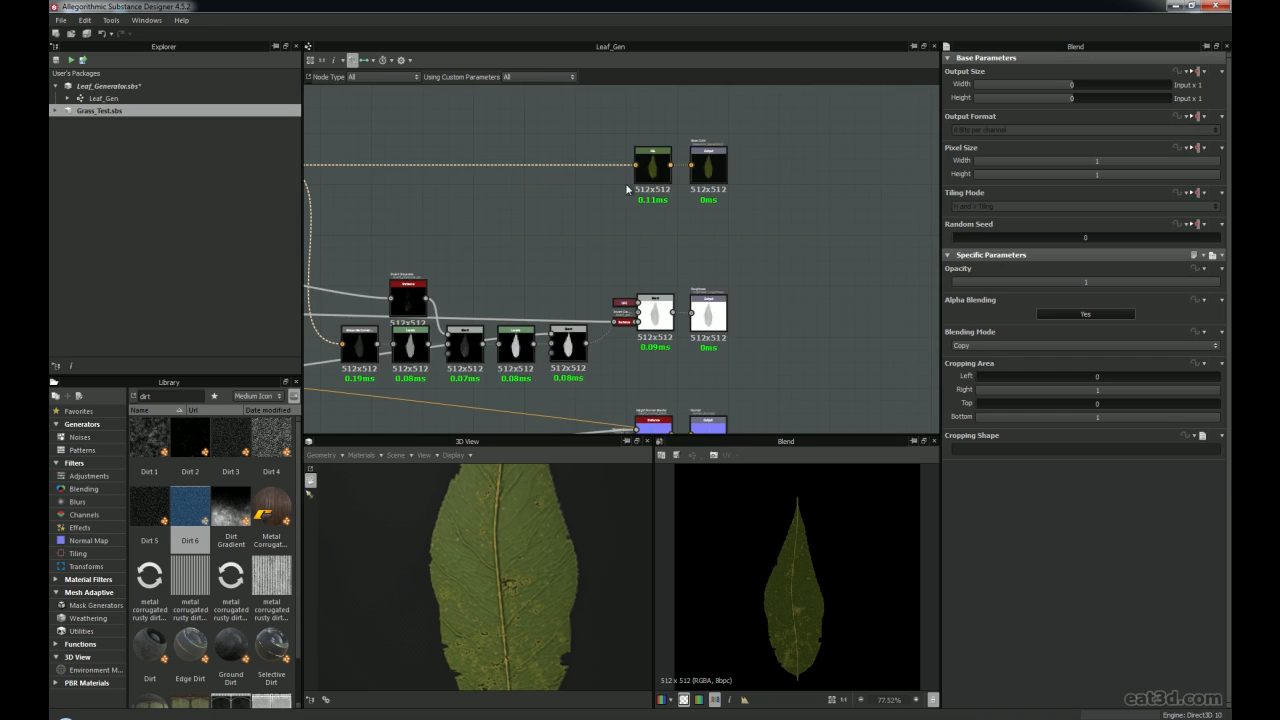 Allegorithmic Substance Designer 4.5.2
File Edit Tools Windows Help
Explorer
User's Packages
Leaf_Generator.sbs*
Leaf_Gen
Grass_Test.sbs
Library
dirt
Medium Icon
Name Url Date modified
Favorites
Generators
Noises
Patterns
Filters
Adjustments
Blending
Blurs
Channels
Effects
Normal Map
Tiling
Transforms
Material Filters
Mesh Adaptive
Mask Generators
Weathering
Utilities
Functions
3D View
Environment M...
PBR Materials
Dirt 1 Dirt 2 Dirt 3 Dirt 4
Dirt 5 Dirt 6 Dirt Gradient Metal Corrugat...
metal corrugated rusty dirt... metal corrugated rusty dirt... metal corrugated rusty dirt... metal corrugated rusty dirt...
Dirt Edge Dirt Ground Dirt Selective Dirt
Leaf_Gen
Node Type All Using Custom Parameters All
512x512 512x512
0.11ms 0ms
512x512
512x512 512x512
0.09ms 0ms
512x512 512x512 512x512 512x512 512x512
0.19ms 0.08ms 0.07ms 0.08ms 0.08ms
3D View
Geometry Materials Scene View Display
Blend
512 x 512 (RGBA, 8bpc)
77.52%
Blend
Base Parameters
Output Size
Width 0 Input x 1
Height 0 Input x 1
Output Format
8 Bits per channel
Pixel Size
Width 1
Height 1
Tiling Mode
H and V Tiling
Random Seed
0
Specific Parameters
Opacity
1
Alpha Blending
Yes
Blending Mode
Copy
Cropping Area
Left 0
Right 1
Top 0
Bottom 1
Cropping Shape
eat3d.com
Engine: Direct3D 10